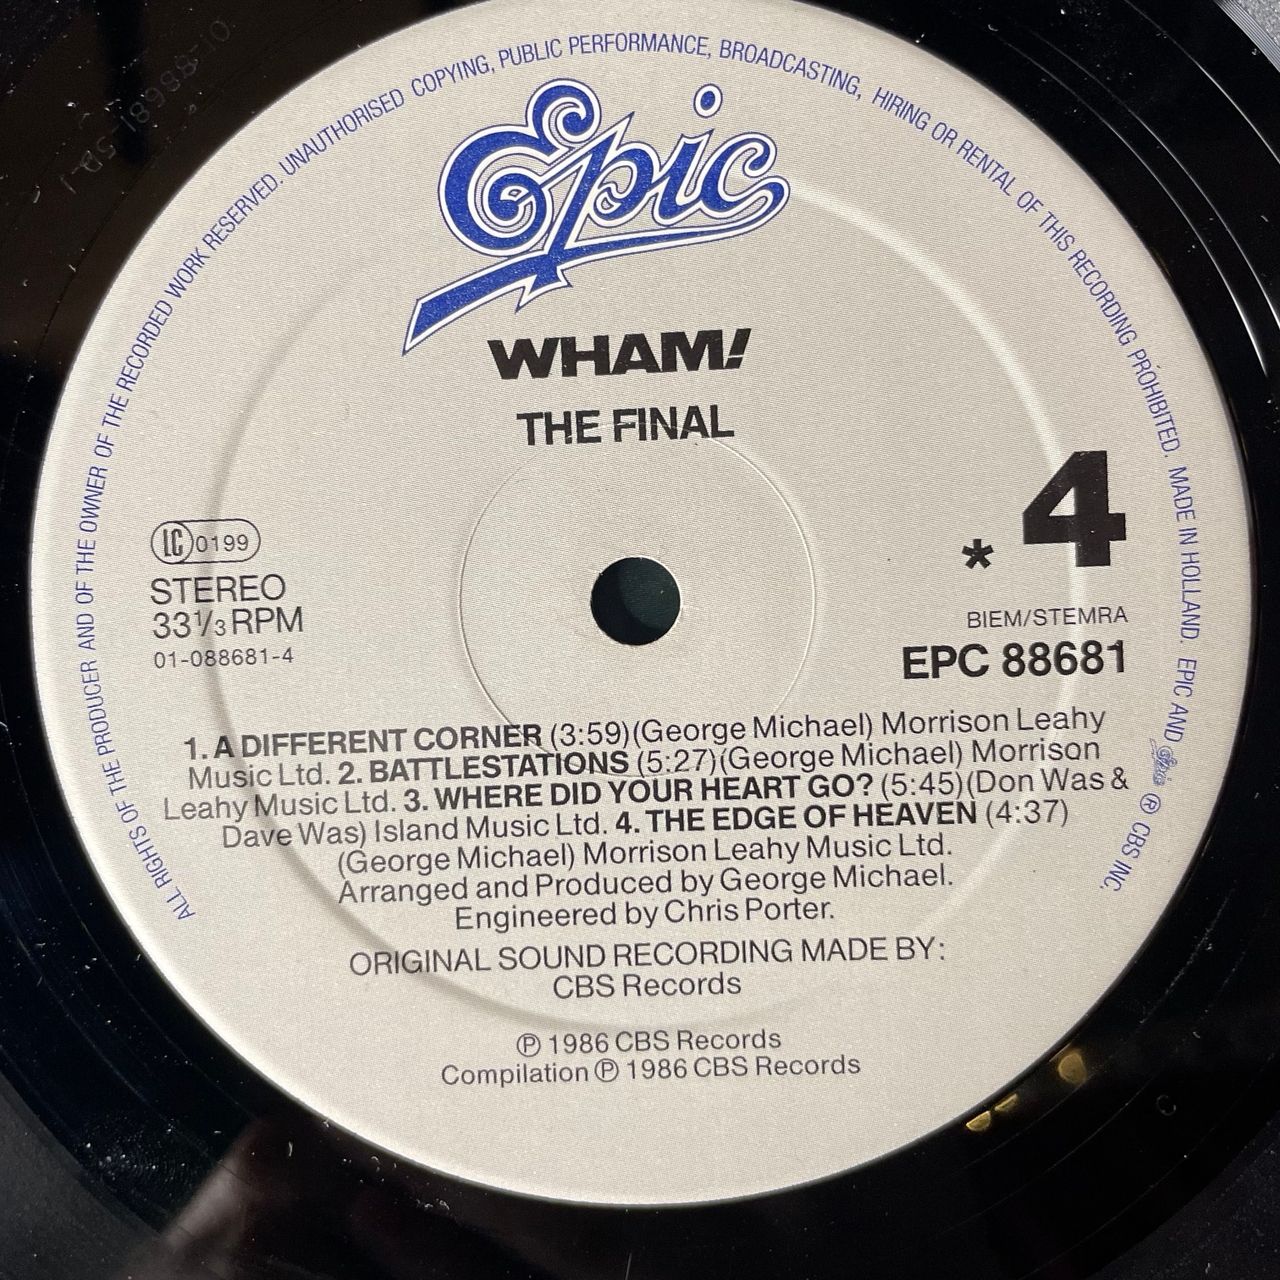 ALL RIGHTS OF THE PRODUCER AND OF THE OWNER OF THE RECORDED WORK RESERVED. UNAUTHORISED COPYING, PUBLIC PERFORMANCE, BROADCASTING, HIRING OR RENTAL OF THIS RECORDING PROHIBITED. MADE IN HOLLAND. EPIC AND Epic ® CBS INC.
Epic
WHAM!
THE FINAL
4
*
LC 0199
STEREO
33⅓ RPM
01-088681-4
BIEM/STEMRA
EPC 88681
1. A DIFFERENT CORNER (3:59)(George Michael) Morrison Leahy
Music Ltd. 2. BATTLESTATIONS (5:27)(George Michael) Morrison
Leahy Music Ltd. 3. WHERE DID YOUR HEART GO? (5:45)(Don Was &
Dave Was) Island Music Ltd. 4. THE EDGE OF HEAVEN (4:37)
(George Michael) Morrison Leahy Music Ltd.
Arranged and Produced by George Michael.
Engineered by Chris Porter.
ORIGINAL SOUND RECORDING MADE BY:
CBS Records
℗ 1986 CBS Records
Compilation ℗ 1986 CBS Records